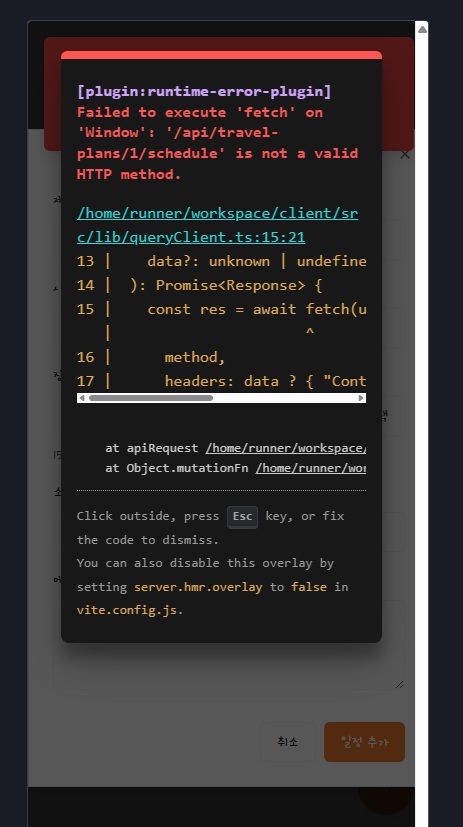 [plugin:runtime-error-plugin]
Failed to execute 'fetch' on
'Window': '/api/travel-
plans/1/schedule' is not a valid
HTTP method.
/home/runner/workspace/client/sr
c/lib/queryClient.ts:15:21
13 |    data?: unknown | undefine
14 |  ): Promise<Response> {
15 |    const res = await fetch(u
   |                      ^
16 |      method,
17 |      headers: data ? { "Cont
at apiRequest /home/runner/workspace/
at Object.mutationFn /home/runner/wor
Click outside, press Esc key, or fix
the code to dismiss.
You can also disable this overlay by
setting server.hmr.overlay to false in
vite.config.js.
취소
일정 추가